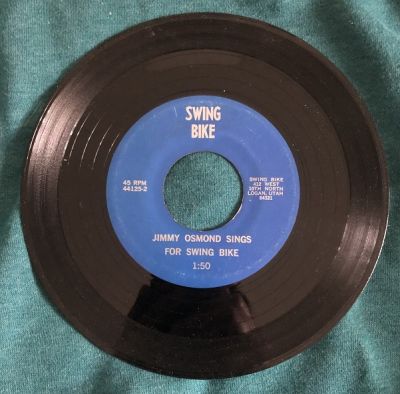 SWING
BIKE
45 RPM
44125-2
SWING BIKE
412 WEST
10TH NORTH
LOGAN, UTAH
84321
JIMMY OSMOND SINGS
FOR SWING BIKE
1:50